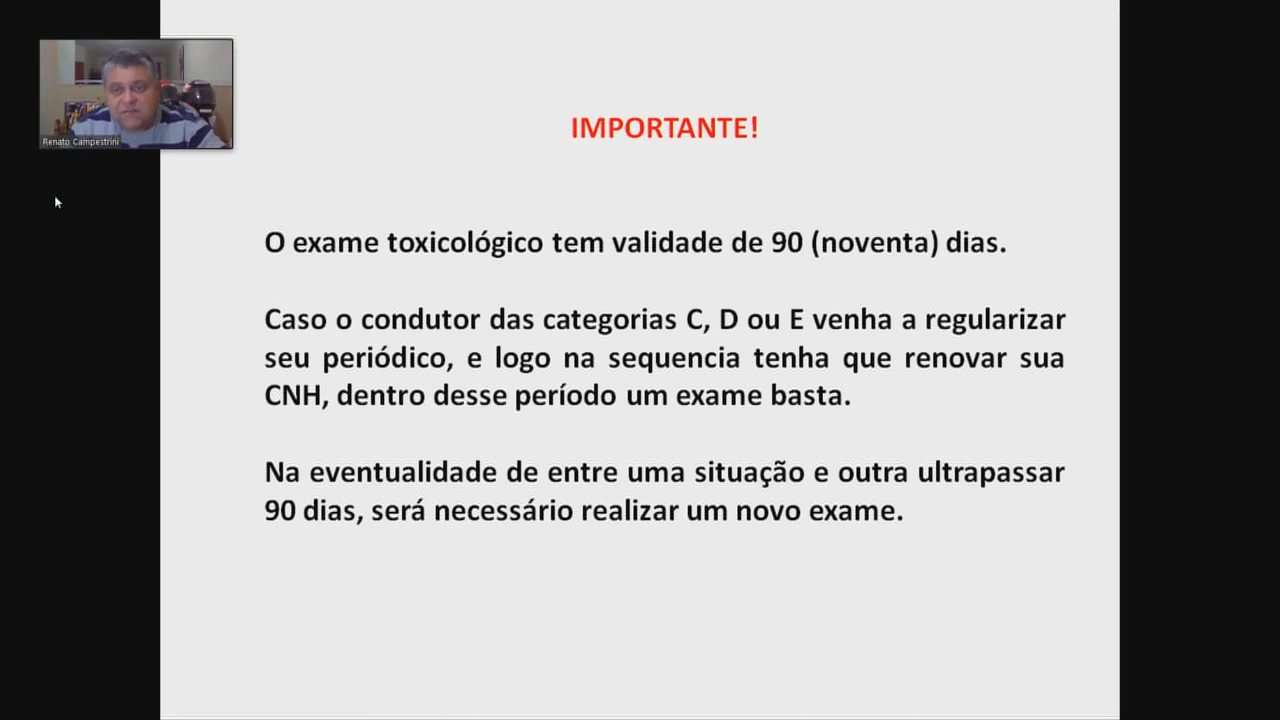 Renato Campestrini
IMPORTANTE!
O exame toxicológico tem validade de 90 (noventa) dias.
Caso o condutor das categorias C, D ou E venha a regularizar
seu periódico, e logo na sequencia tenha que renovar sua
CNH, dentro desse período um exame basta.
Na eventualidade de entre uma situação e outra ultrapassar
90 dias, será necessário realizar um novo exame.